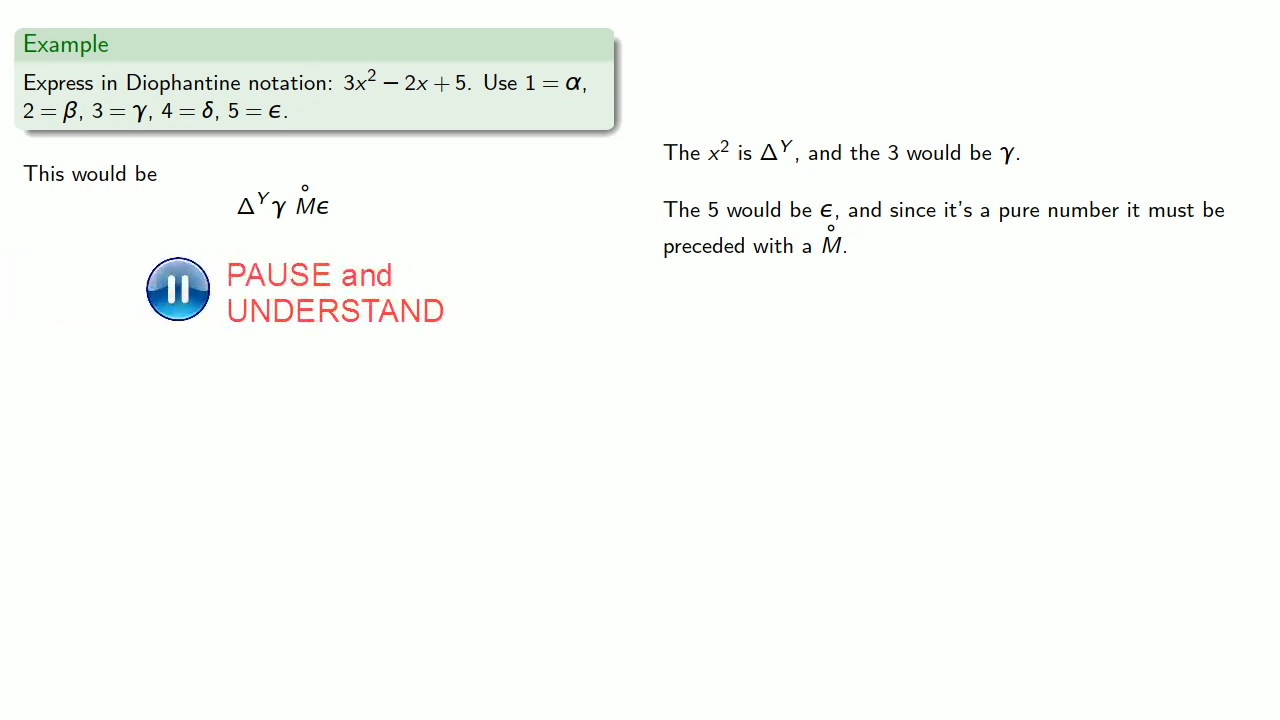 Example
Express in Diophantine notation: 3x² − 2x + 5. Use 1 = α,
2 = β, 3 = γ, 4 = δ, 5 = ϵ.
This would be
Δ^Y γ M̊ϵ
PAUSE and
UNDERSTAND
The x² is Δ^Y, and the 3 would be γ.
The 5 would be ϵ, and since it's a pure number it must be
preceded with a M̊.